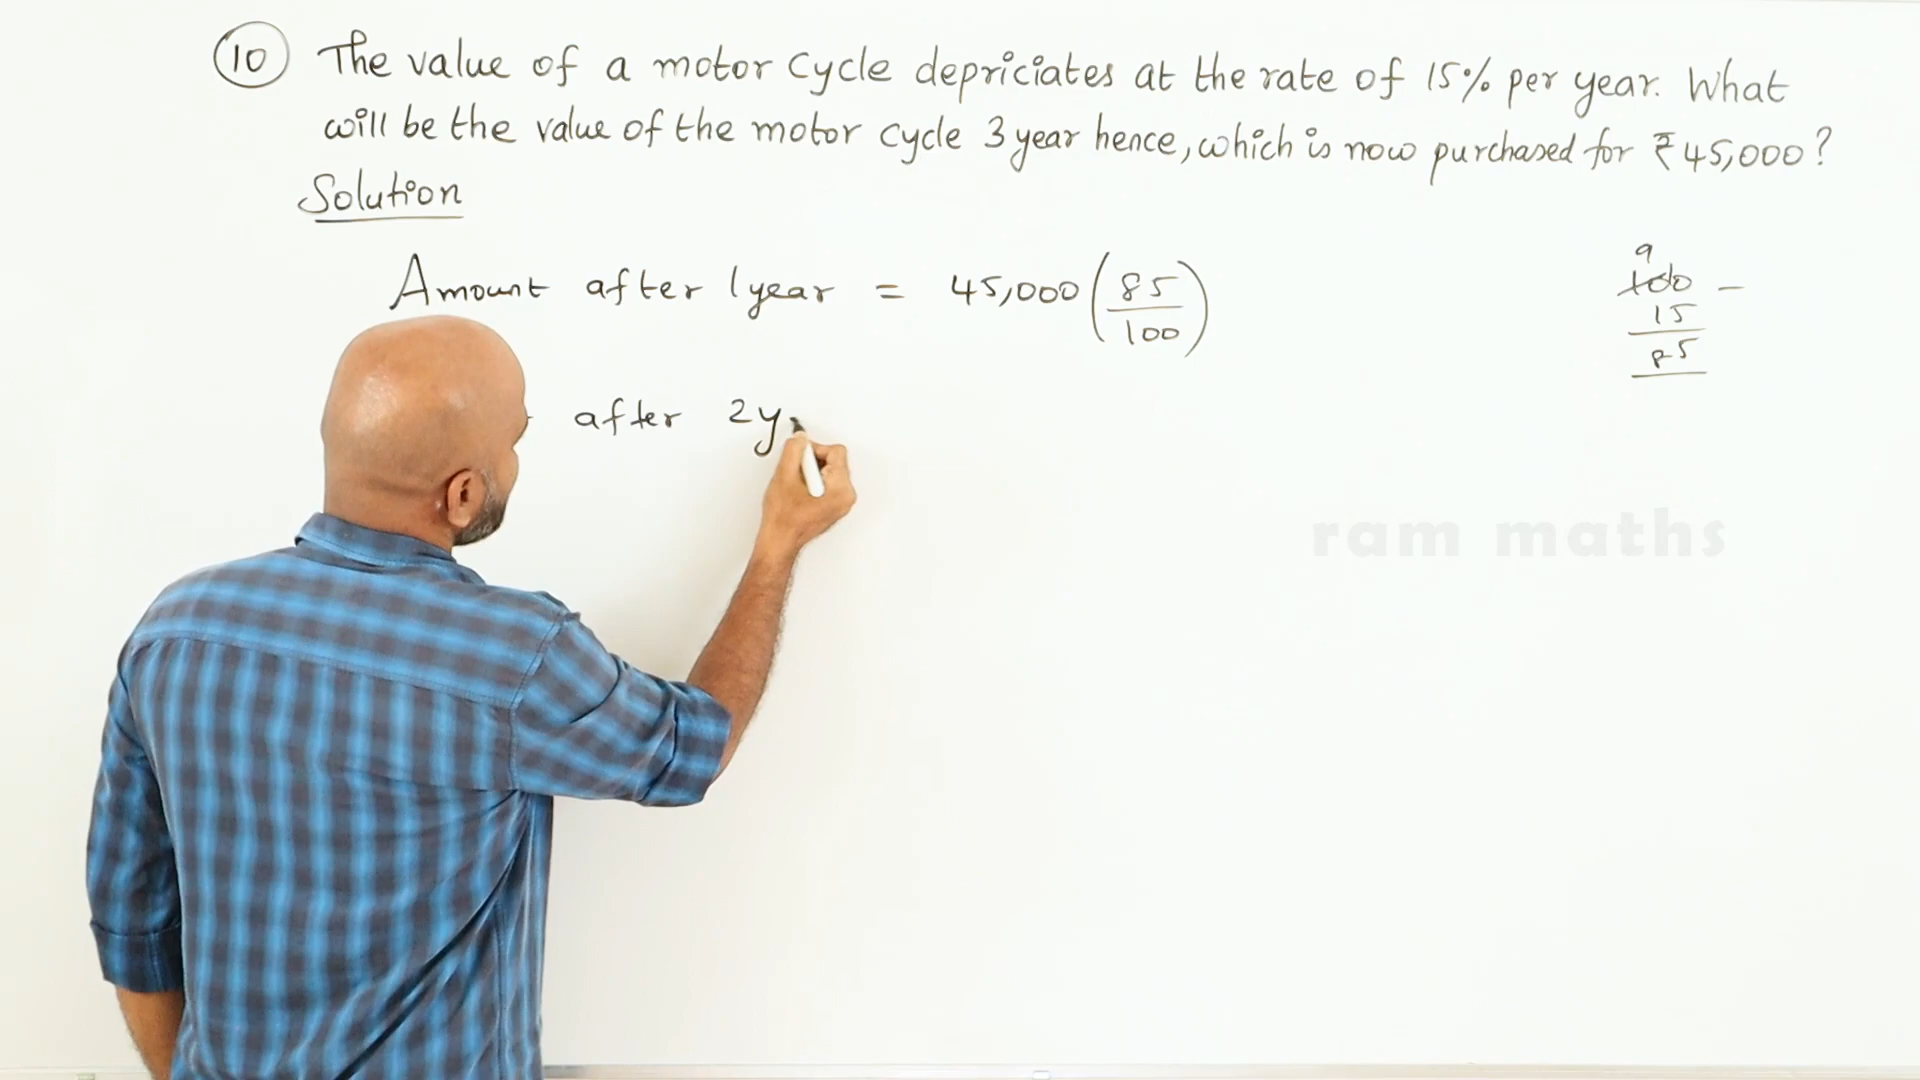 10 The value of a motor cycle depriciates at the rate of 15% per year. What
will be the value of the motor cycle 3 year hence, which is now purchased for ₹45,000?
Solution
Amount after 1 year = 45,000 (85/100)
9
100 -
15
85
after 2y
ram maths